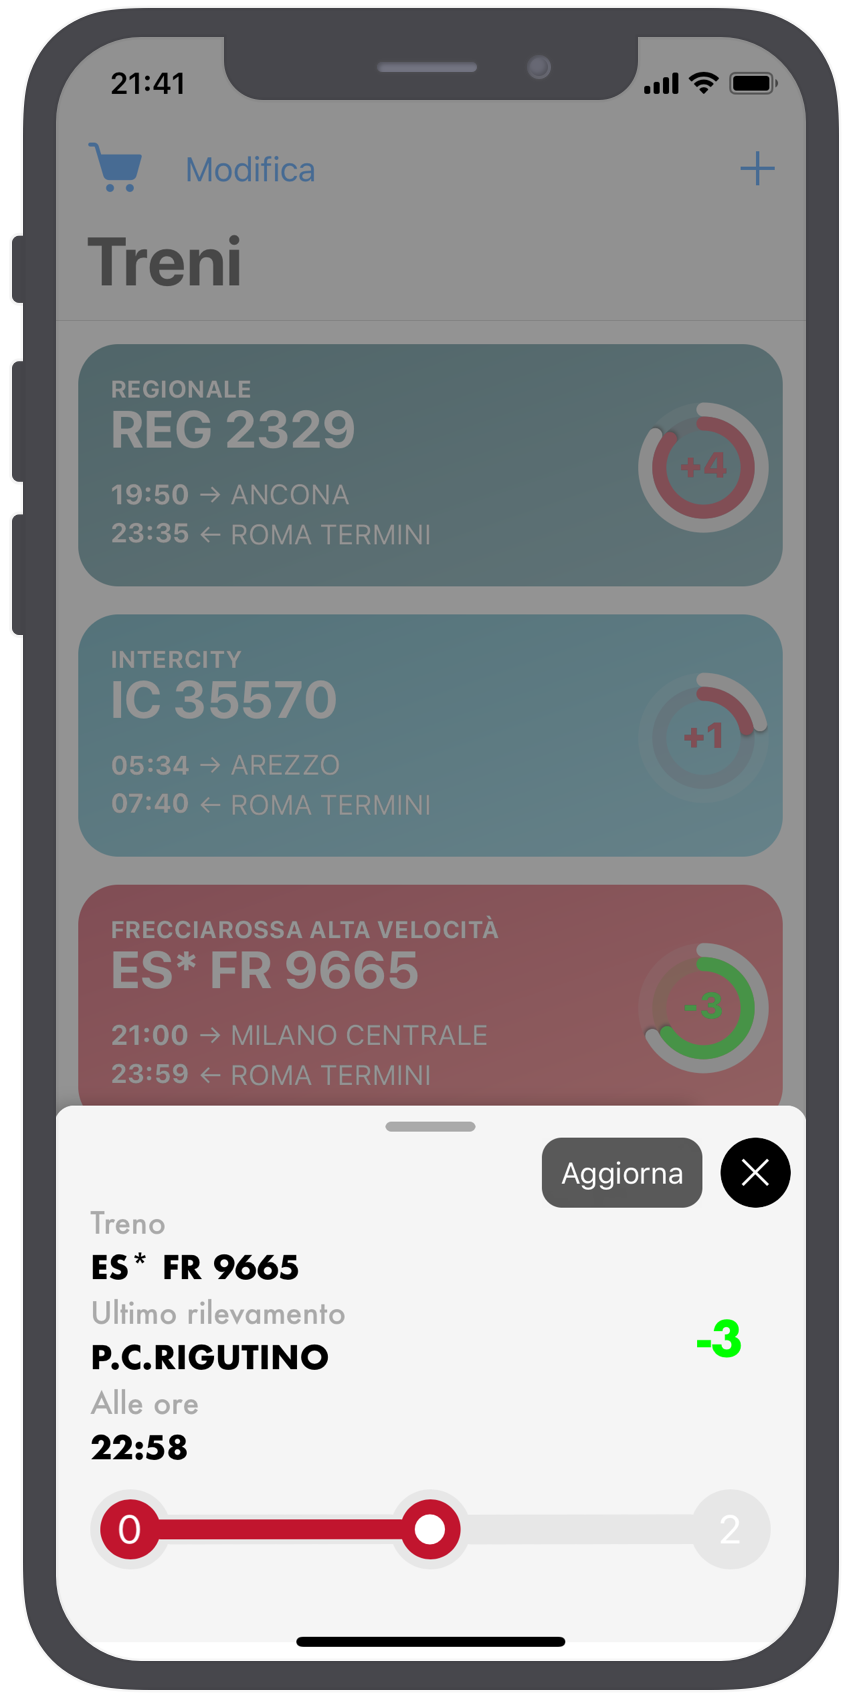 21:41
Modifica
Treni
REGIONALE
REG 2329
19:50 → ANCONA
23:35 ← ROMA TERMINI
+4
INTERCITY
IC 35570
05:34 → AREZZO
07:40 ← ROMA TERMINI
+1
FRECCIAROSSA ALTA VELOCITÀ
ES* FR 9665
21:00 → MILANO CENTRALE
23:59 ← ROMA TERMINI
-3
Aggiorna
Treno
ES* FR 9665
Ultimo rilevamento
P.C.RIGUTINO
-3
Alle ore
22:58
0 2